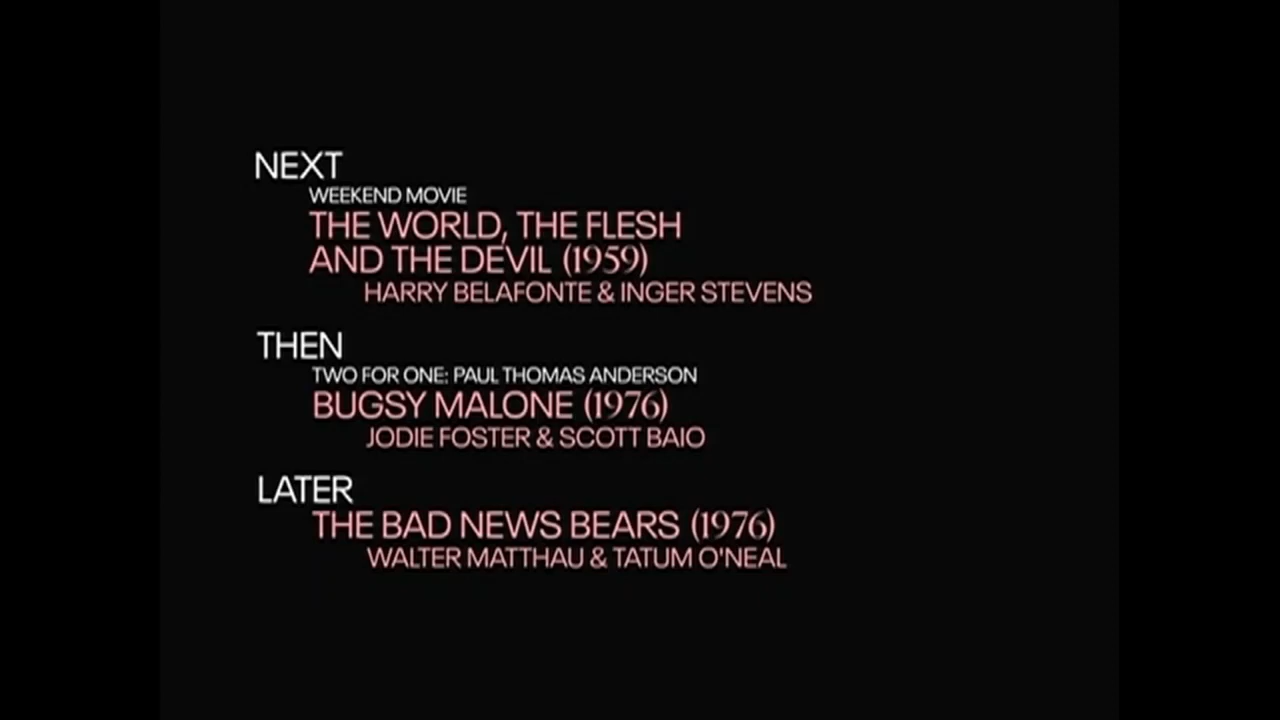 NEXT
WEEKEND MOVIE
THE WORLD, THE FLESH
AND THE DEVIL (1959)
HARRY BELAFONTE & INGER STEVENS
THEN
TWO FOR ONE: PAUL THOMAS ANDERSON
BUGSY MALONE (1976)
JODIE FOSTER & SCOTT BAIO
LATER
THE BAD NEWS BEARS (1976)
WALTER MATTHAU & TATUM O'NEAL